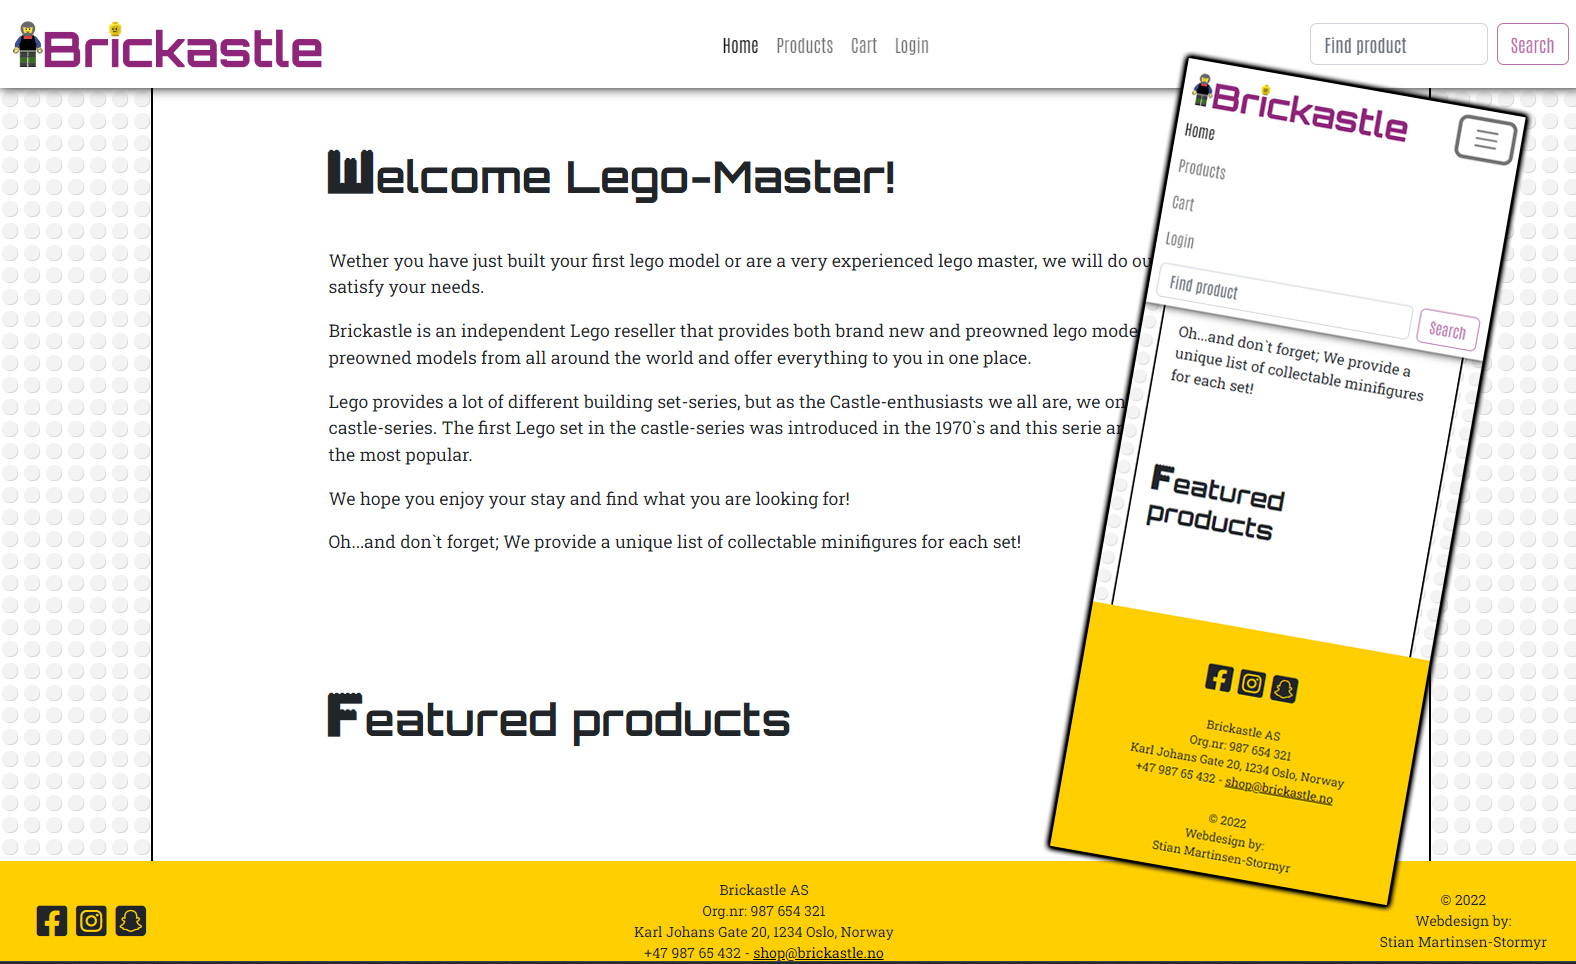 Brickastle
Home Products Cart Login
Find product Search
Welcome Lego-Master!
Wether you have just built your first lego model or are a very experienced lego master, we will do
satisfy your needs.
Brickastle is an independent Lego reseller that provides both brand new and preowned lego
preowned models from all around the world and offer everything to you in one place.
Lego provides a lot of different building set-series, but as the Castle-enthusiasts we all are, we
castle-series. The first Lego set in the castle-series was introduced in the 1970`s and this serie
the most popular.
We hope you enjoy your stay and find what you are looking for!
Oh...and don`t forget; We provide a unique list of collectable minifigures for each set!
Featured products
Brickastle AS
Org.nr: 987 654 321
Karl Johans Gate 20, 1234 Oslo, Norway
+47 987 65 432 - shop@brickastle.no
© 2022
Webdesign by:
Stian Martinsen-Stormyr
Brickastle
Home
Products
Cart
Login
Find product
Search
Oh...and don`t forget; We provide a
unique list of collectable minifigures
for each set!
Featured
products
Brickastle AS
Org.nr: 987 654 321
Karl Johans Gate 20, 1234 Oslo, Norway
+47 987 65 432 - shop@brickastle.no
© 2022
Webdesign by:
Stian Martinsen-Stormyr